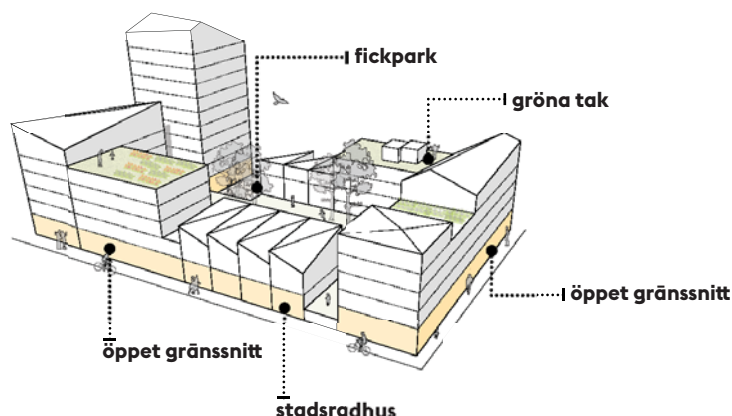 fickpark
gröna tak
öppet gränssnitt
öppet gränssnitt
stadsradhus